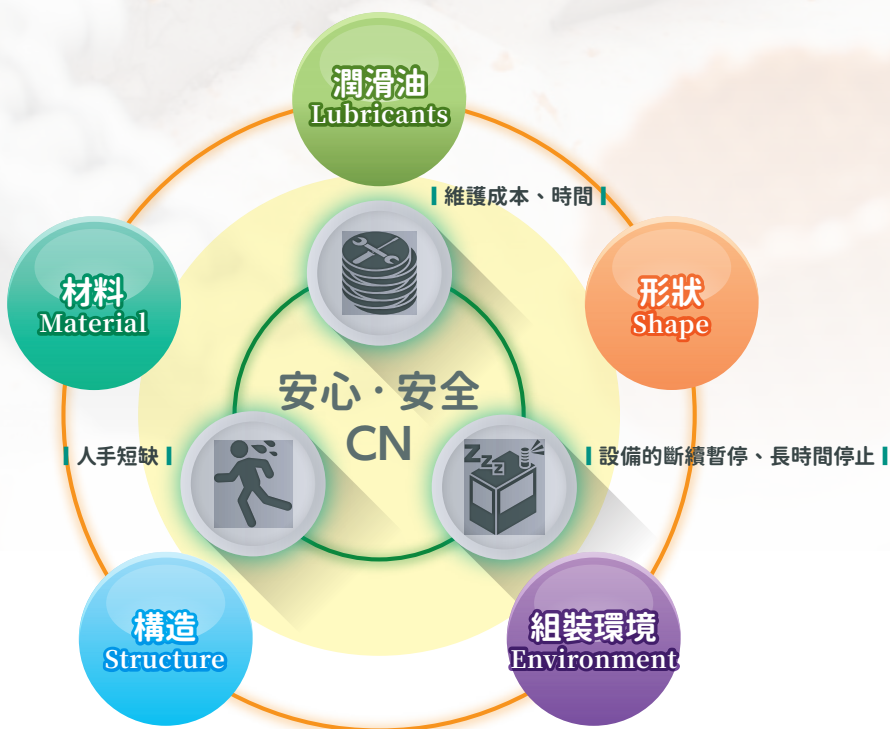 潤滑油
Lubricants
維護成本、時間
材料
Material
形狀
Shape
安心·安全
CN
人手短缺
ZZZ
設備的斷續暫停、長時間停止
構造
Structure
組裝環境
Environment